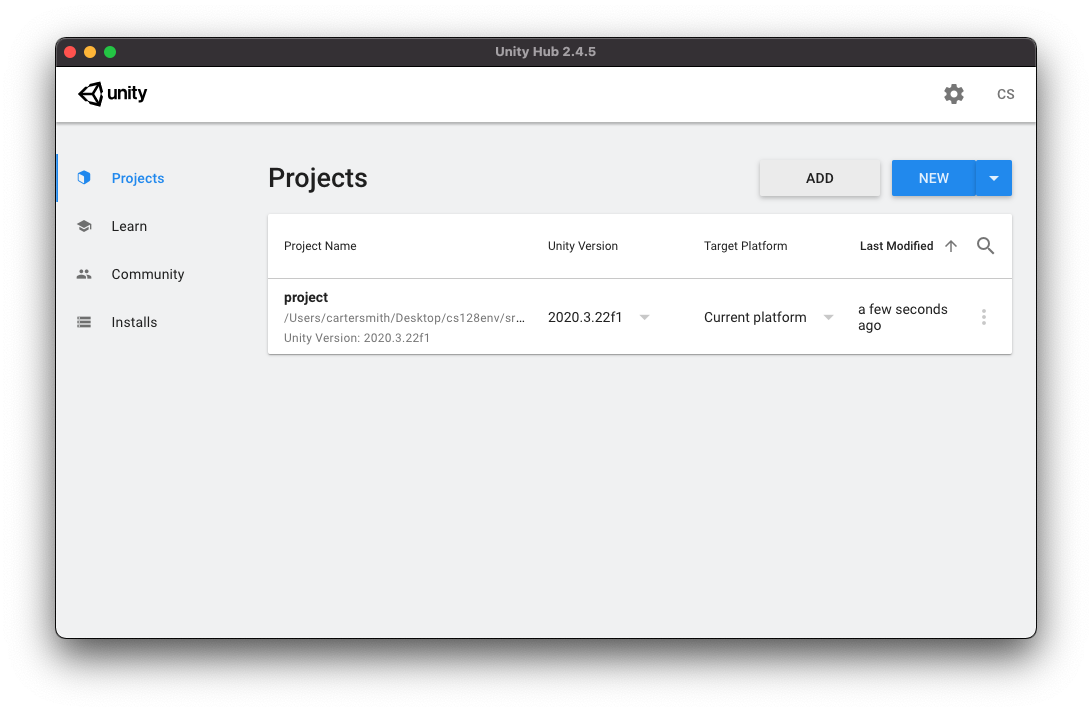 Unity Hub 2.4.5
unity
CS
Projects
Learn
Community
Installs
Projects
ADD
NEW
Project Name
Unity Version
Target Platform
Last Modified
project
/Users/cartersmith/Desktop/cs128env/sr...
Unity Version: 2020.3.22f1
2020.3.22f1
Current platform
a few seconds
ago